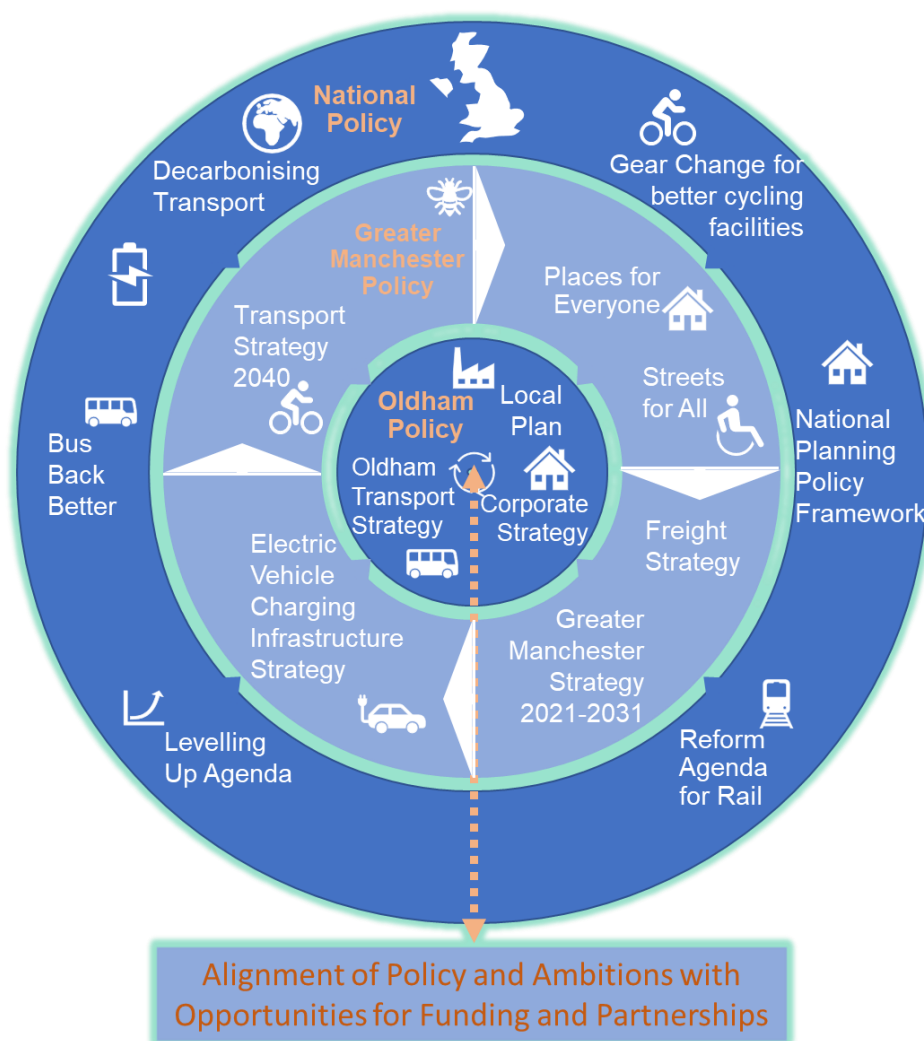 National
Policy
Decarbonising
Transport
Gear Change for
better cycling
facilities
Bus
Back
Better
National
Planning
Policy
Framework
Levelling
Up Agenda
Reform
Agenda
for Rail
Greater
Manchester
Policy
Transport
Strategy
2040
Places for
Everyone
Streets
for All
Freight
Strategy
Electric
Vehicle
Charging
Infrastructure
Strategy
Greater
Manchester
Strategy
2021-2031
Oldham
Policy
Local
Plan
Oldham
Transport
Strategy
Corporate
Strategy
Alignment of Policy and Ambitions with
Opportunities for Funding and Partnerships